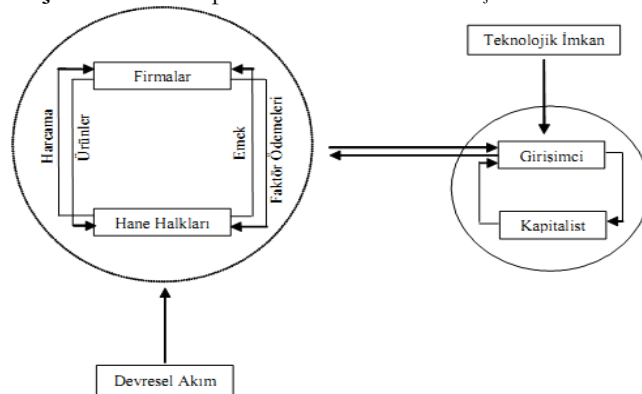 Teknolojik İmkan
Firmalar
Harcama
Ürünler
Emek
Faktör Ödemeleri
Girişimci
Hane Halkları
Kapitalist
Devresel Akım